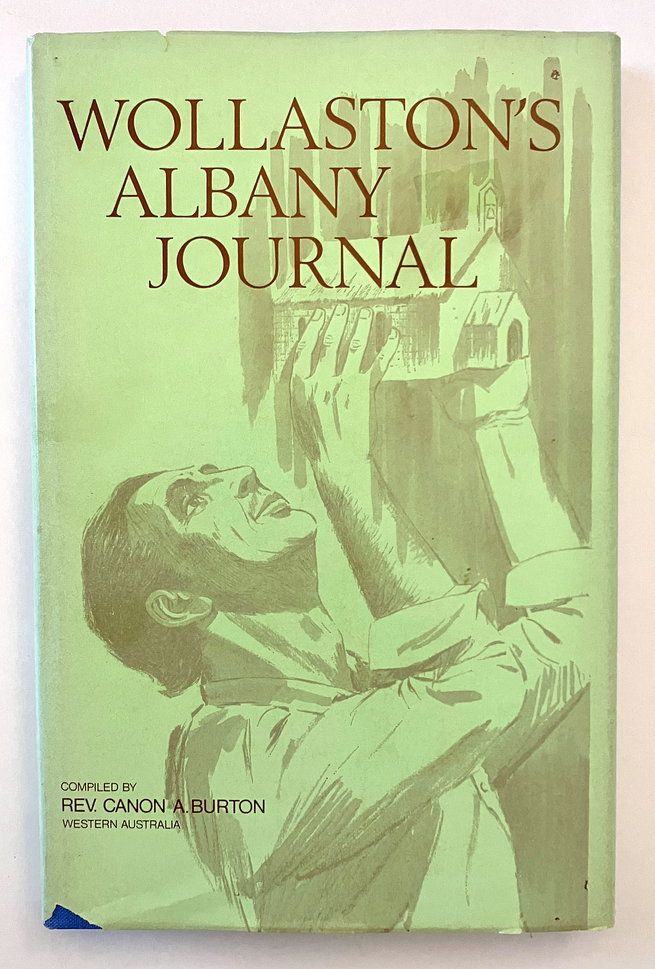 WOLLASTON'S
ALBANY
JOURNAL
COMPILED BY
REV. CANON A. BURTON
WESTERN AUSTRALIA